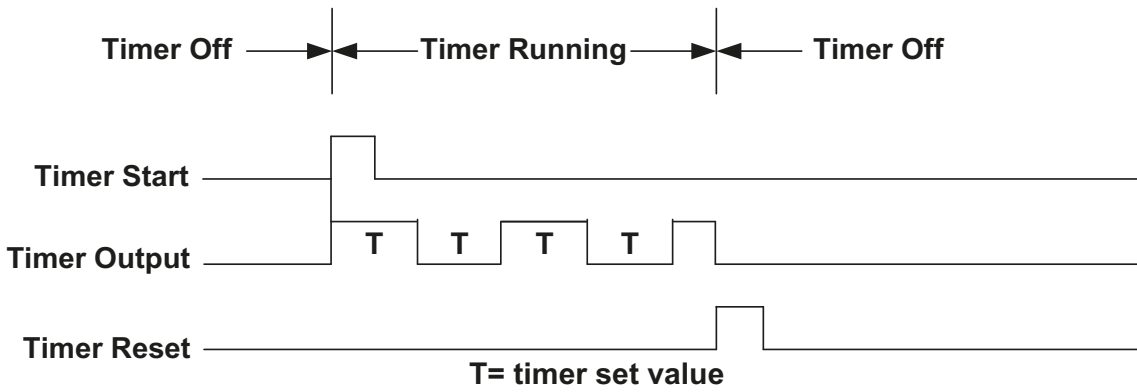 Timer Off
Timer Running
Timer Off
Timer Start
Timer Output
T
T
T
T
Timer Reset
T= timer set value